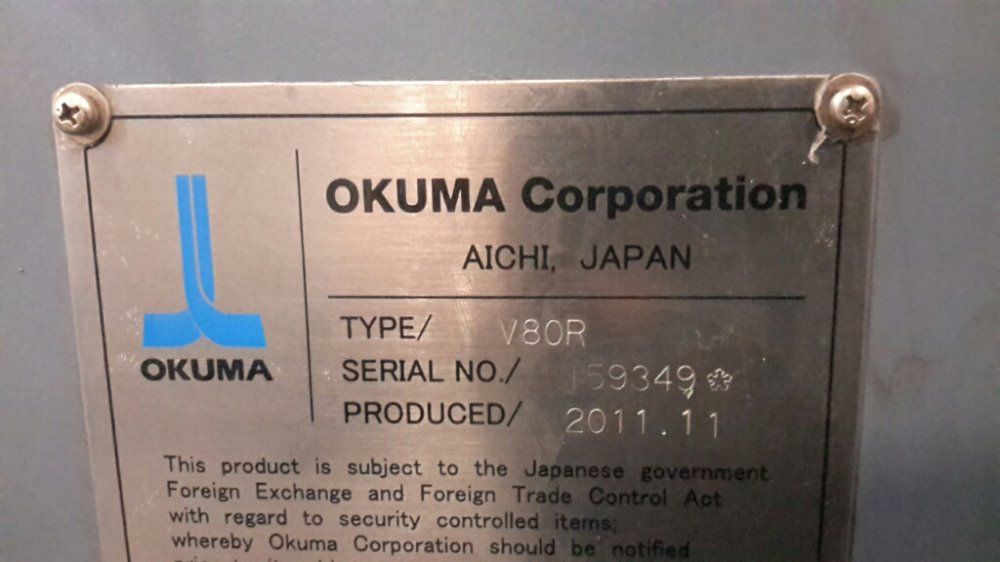 OKUMA
OKUMA Corporation
AICHI, JAPAN
TYPE/ V80R
SERIAL NO./ 159349
PRODUCED/ 2011.11
This product is subject to the Japanese government
Foreign Exchange and Foreign Trade Control Act
with regard to security controlled items;
whereby Okuma Corporation should be notified